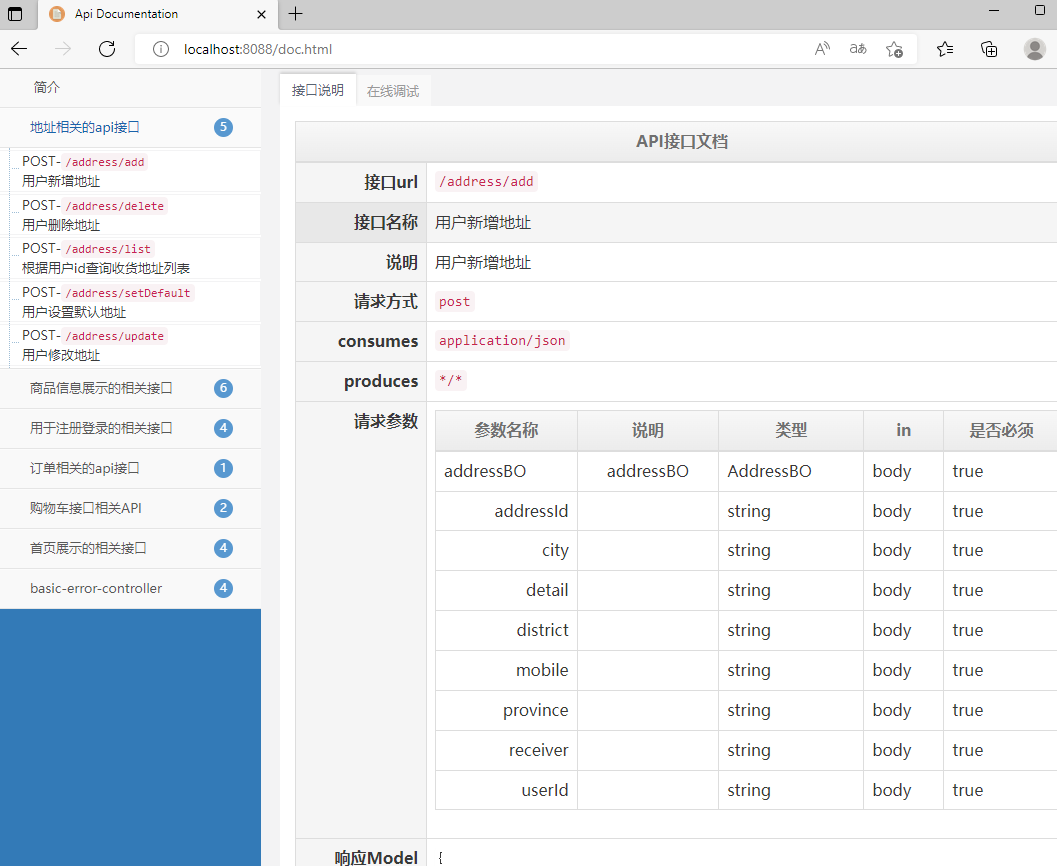 Api Documentation
localhost:8088/doc.html
简介
地址相关的api接口 5
POST-/address/add
用户新增地址
POST-/address/delete
用户删除地址
POST-/address/list
根据用户id查询收货地址列表
POST-/address/setDefault
用户设置默认地址
POST-/address/update
用户修改地址
商品信息展示的相关接口 6
用于注册登录的相关接口 4
订单相关的api接口 1
购物车接口相关API 2
首页展示的相关接口 4
basic-error-controller 4
接口说明 在线调试
API接口文档
接口url /address/add
接口名称 用户新增地址
说明 用户新增地址
请求方式 post
consumes application/json
produces */*
请求参数
参数名称 说明 类型 in 是否必须
addressBO addressBO AddressBO body true
addressId string body true
city string body true
detail string body true
district string body true
mobile string body true
province string body true
receiver string body true
userId string body true
响应Model {